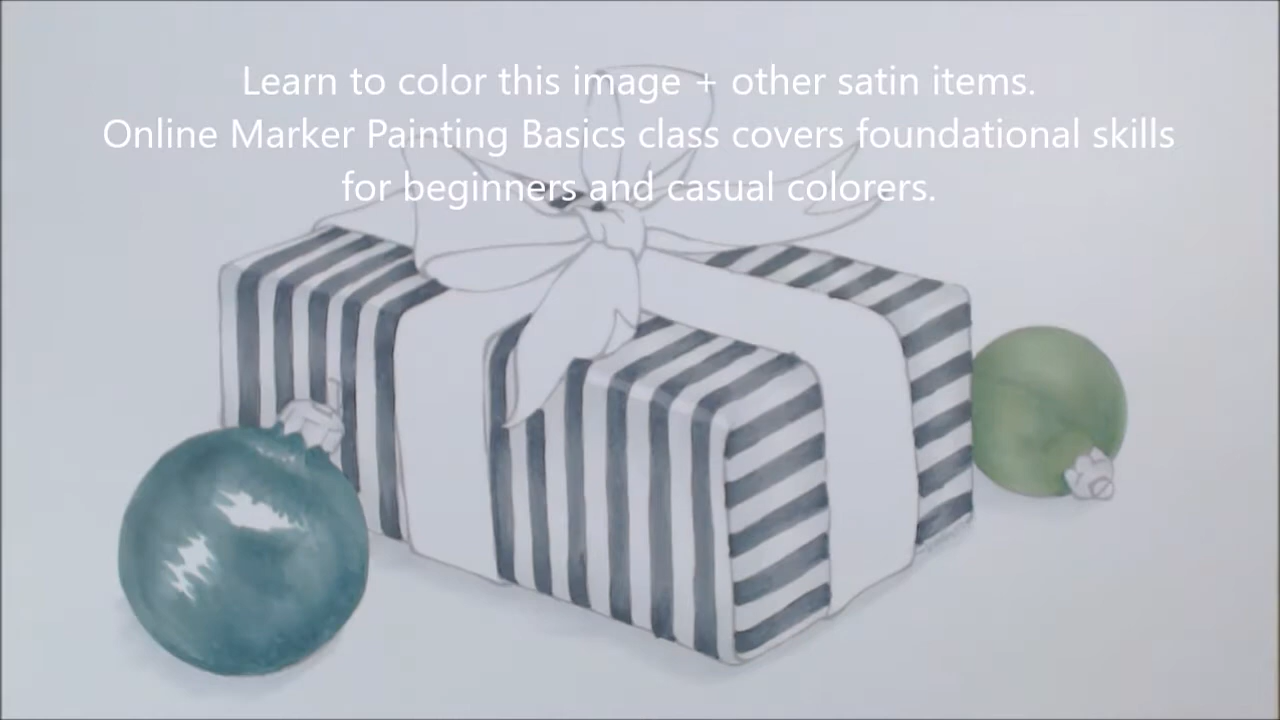 Learn to color this image + other satin items.
Online Marker Painting Basics class covers foundational skills
for beginners and casual colorers.